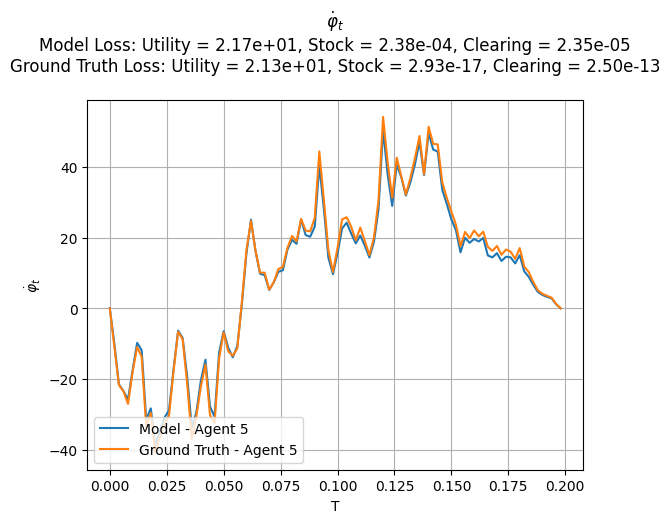 φ̇ₜ
Model Loss: Utility = 2.17e+01, Stock = 2.38e-04, Clearing = 2.35e-05
Ground Truth Loss: Utility = 2.13e+01, Stock = 2.93e-17, Clearing = 2.50e-13
φ̇ₜ
40
20
0
−20
−40
Model - Agent 5
Ground Truth - Agent 5
0.000 0.025 0.050 0.075 0.100 0.125 0.150 0.175 0.200
T